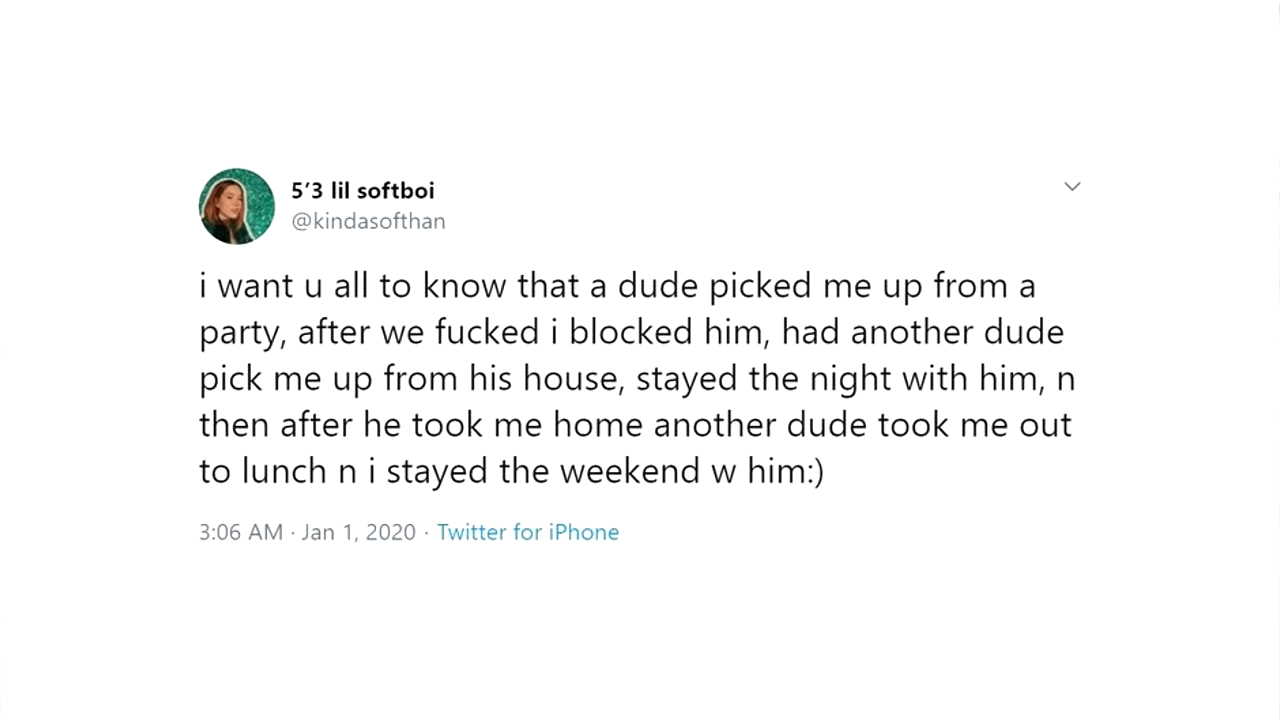 5’3 lil softboi
@kindasofthan
i want u all to know that a dude picked me up from a
party, after we fucked i blocked him, had another dude
pick me up from his house, stayed the night with him, n
then after he took me home another dude took me out
to lunch n i stayed the weekend w him:)
3:06 AM · Jan 1, 2020 · Twitter for iPhone